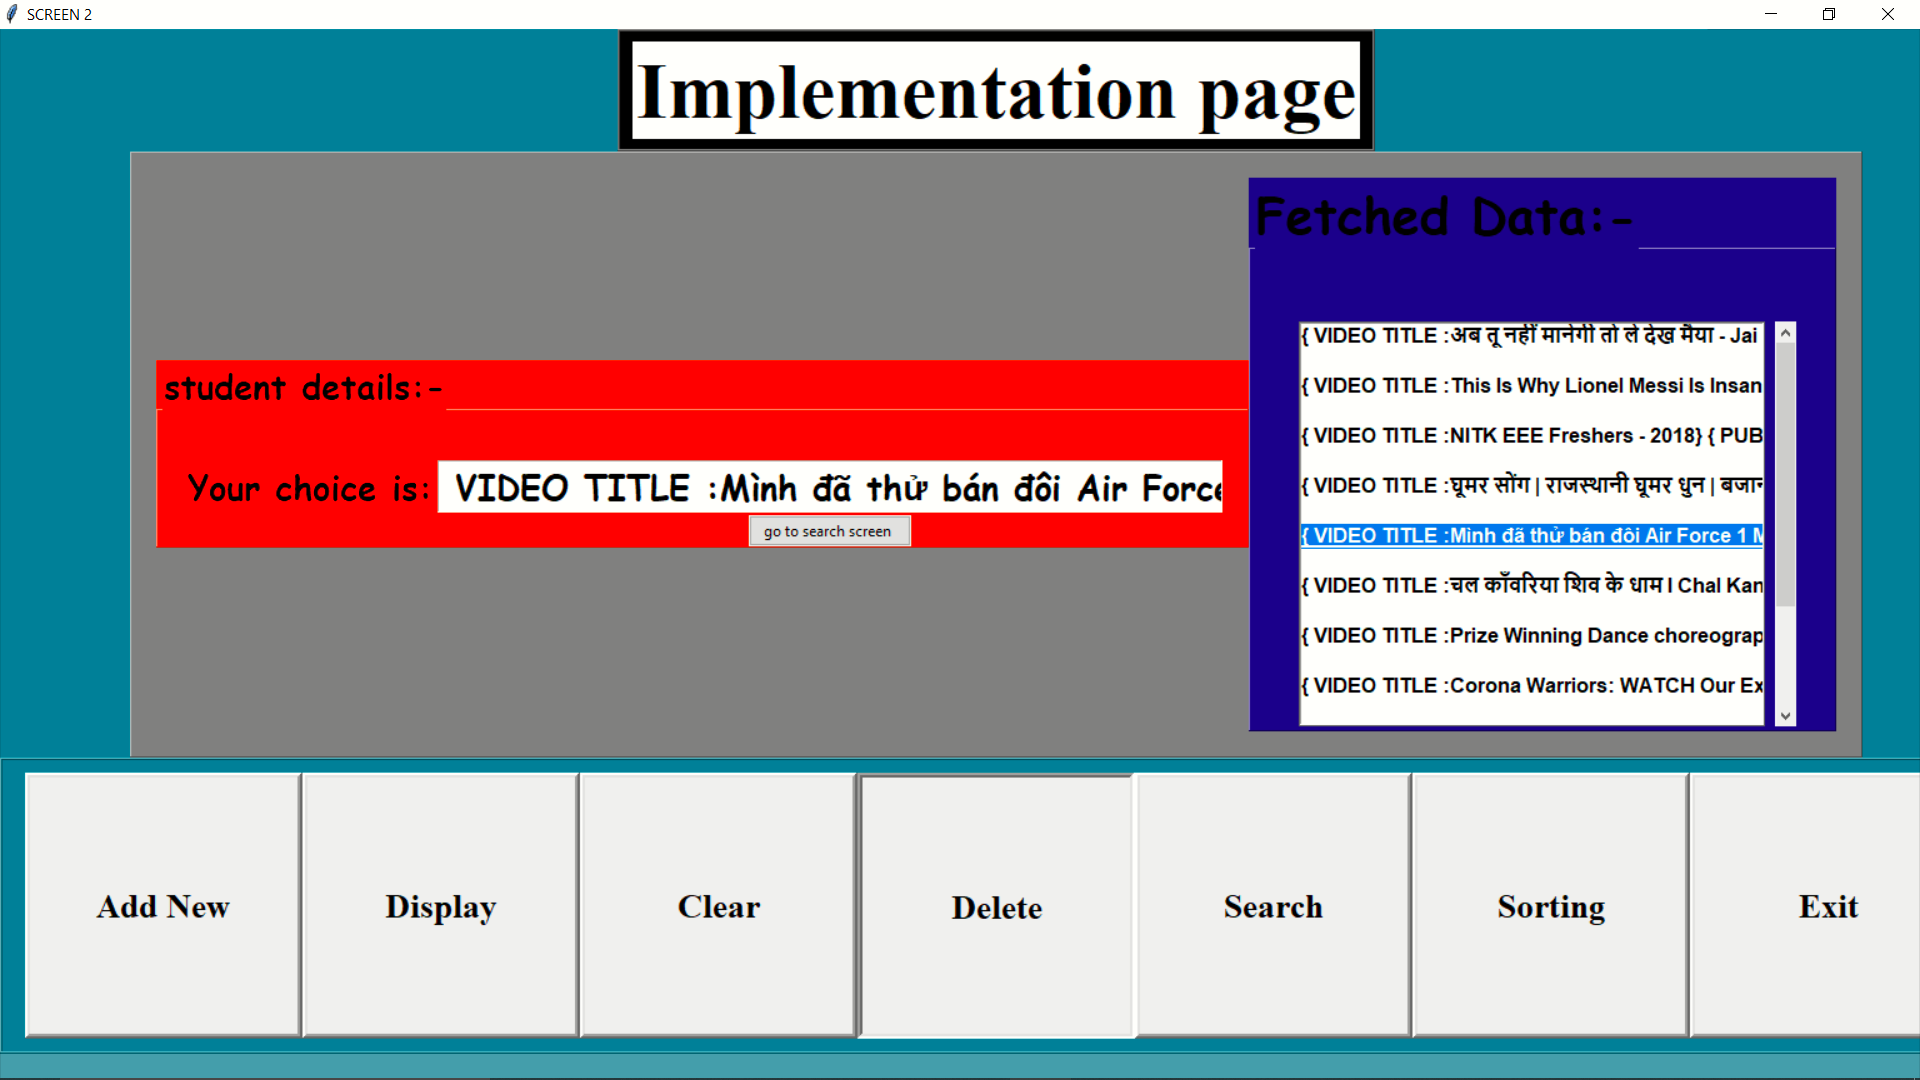 SCREEN 2
Implementation page
Fetched Data:-
{ VIDEO TITLE :अब तू नहीं मानेगी तो ले देख मैया - Jai
{ VIDEO TITLE :This Is Why Lionel Messi Is Insan
{ VIDEO TITLE :NITK EEE Freshers - 2018} { PUB
{ VIDEO TITLE :घूमर सोंग | राजस्थानी घूमर धुन | बजान
{ VIDEO TITLE :Mình đã thử bán đôi Air Force 1 M
{ VIDEO TITLE :चल काँवरिया शिव के धाम I Chal Kan
{ VIDEO TITLE :Prize Winning Dance choreograp
{ VIDEO TITLE :Corona Warriors: WATCH Our Ex
student details:-
Your choice is: VIDEO TITLE :Mình đã thử bán đôi Air Force
go to search screen
Add New Display Clear Delete Search Sorting Exit